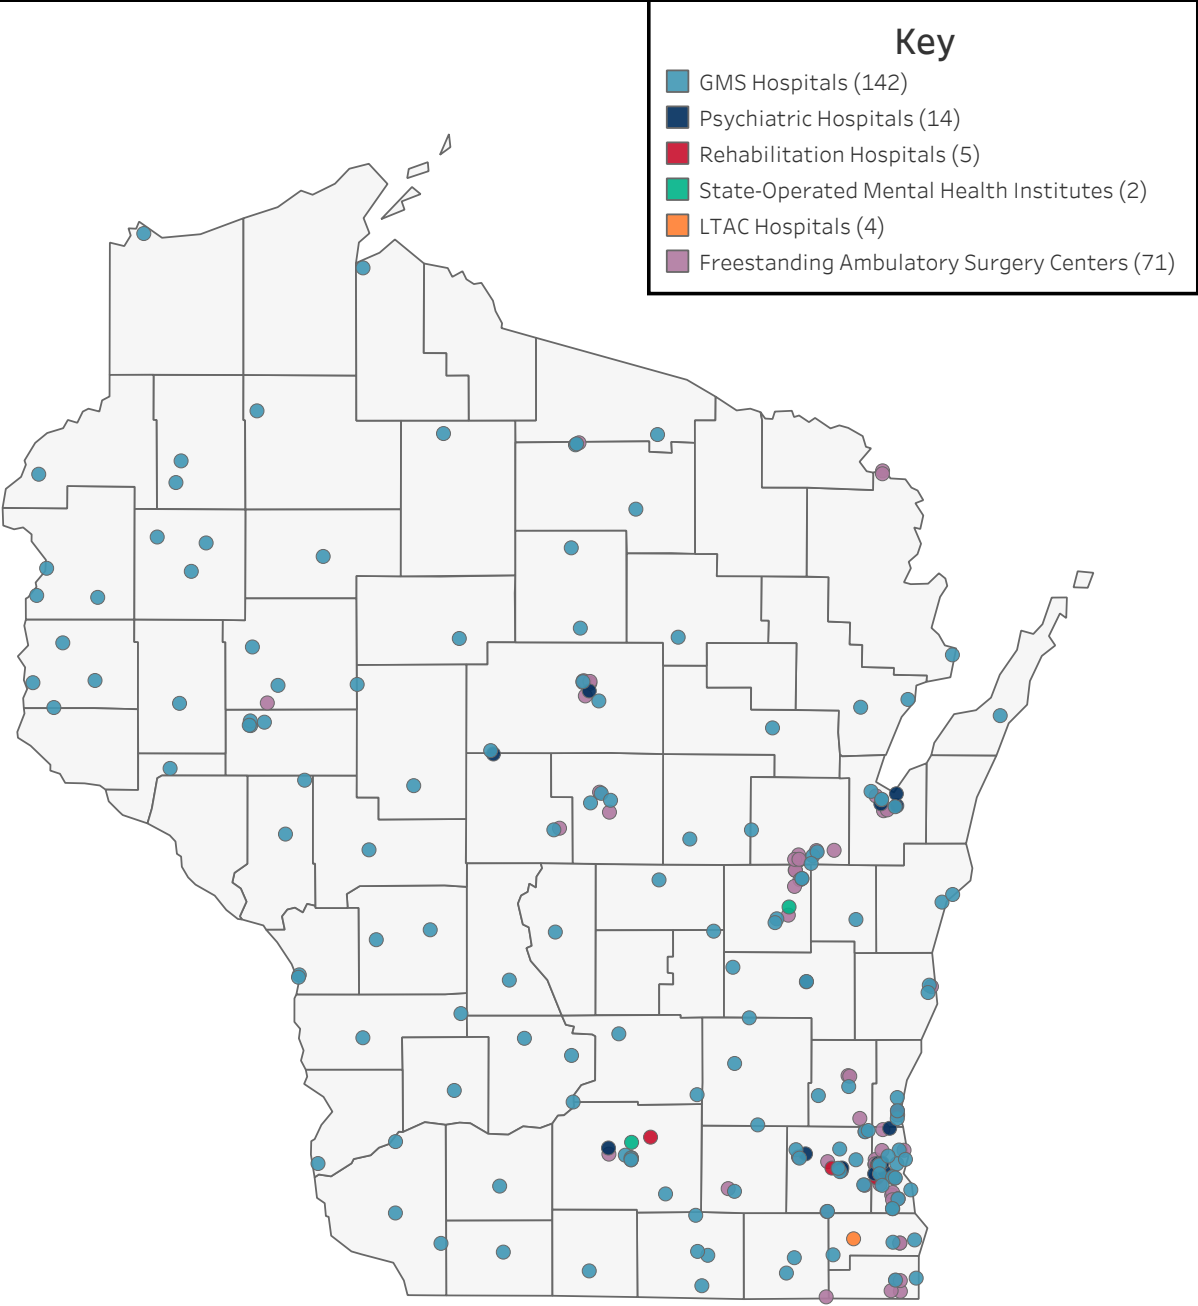 Key
GMS Hospitals (142)
Psychiatric Hospitals (14)
Rehabilitation Hospitals (5)
State-Operated Mental Health Institutes (2)
LTAC Hospitals (4)
Freestanding Ambulatory Surgery Centers (71)